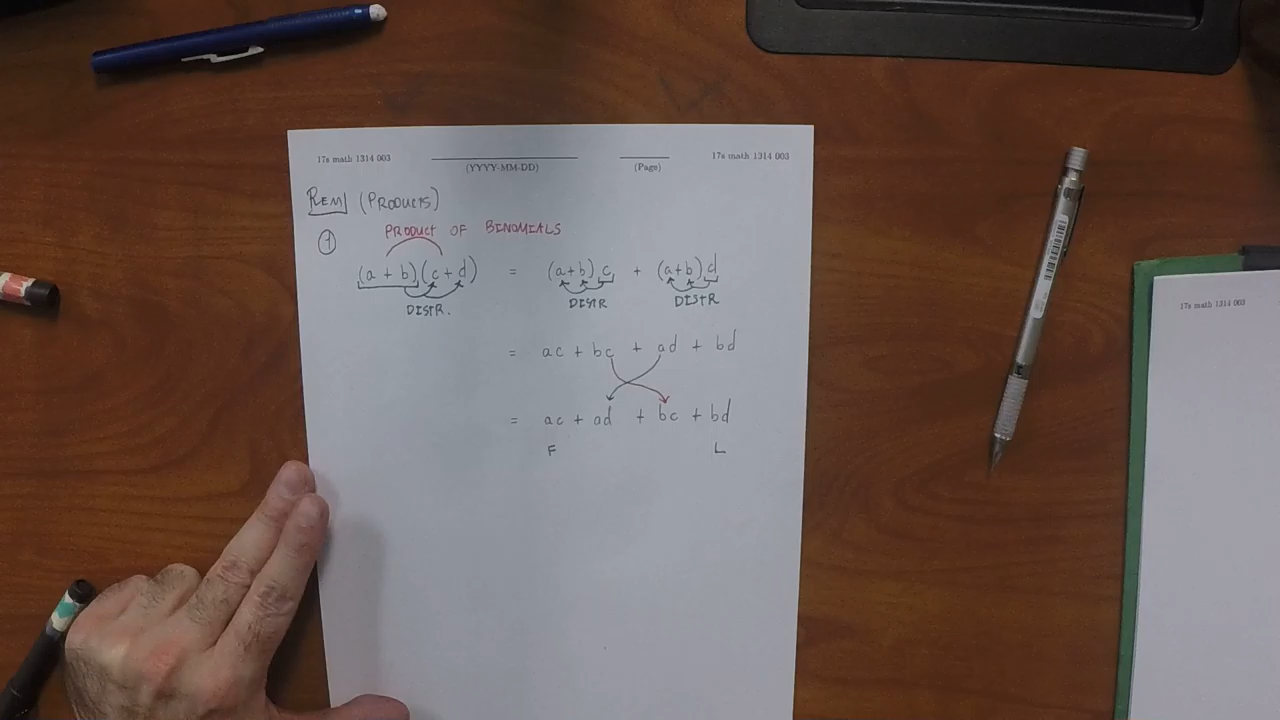 17s math 1314 003 (YYYY-MM-DD) (Page) 17s math 1314 003
REM (PRODUCTS)
1 PRODUCT OF BINOMIALS
(a + b)(c + d) = (a+b)c + (a+b)d
DISTR. DISTR DISTR
= ac + bc + ad + bd
= ac + ad + bc + bd
F L
17s math 1314 003